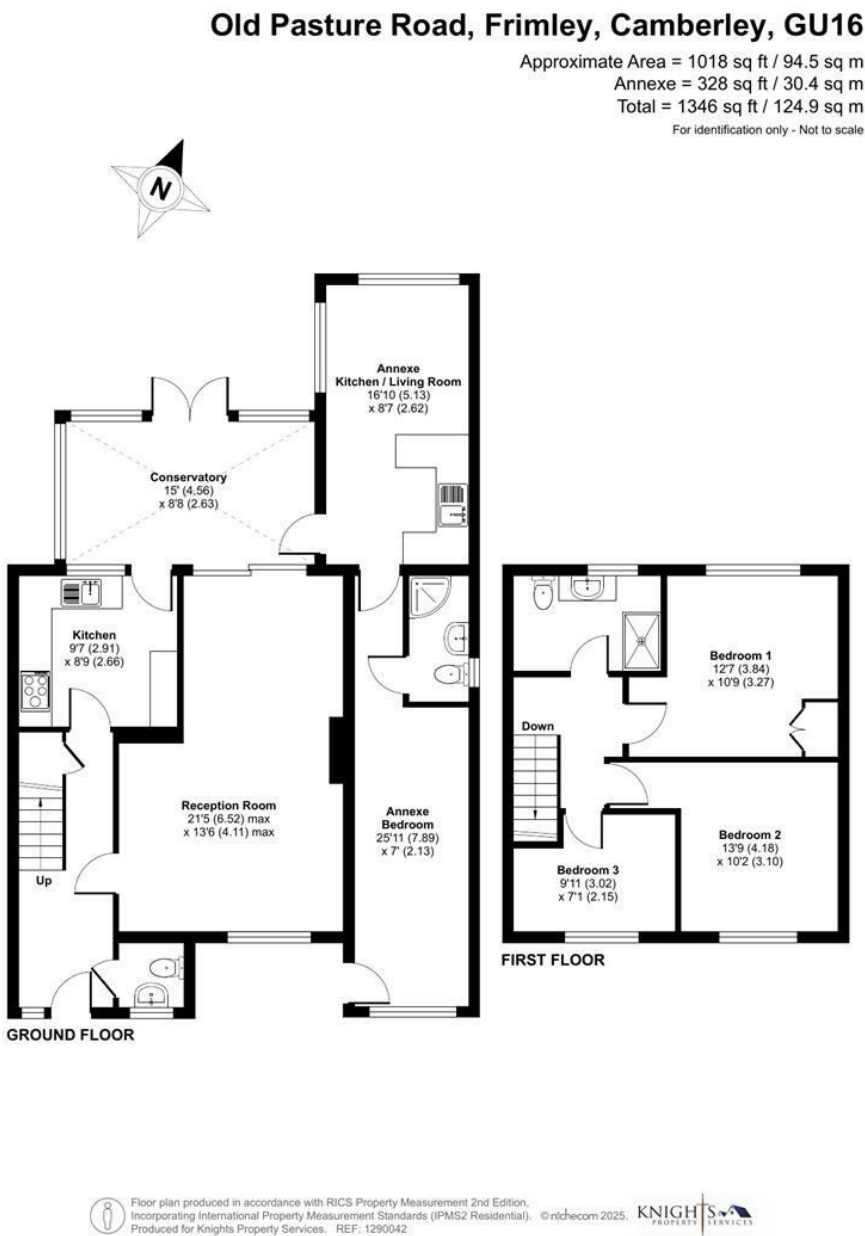 Old Pasture Road, Frimley, Camberley, GU16
Approximate Area = 1018 sq ft / 94.5 sq m
Annexe = 328 sq ft / 30.4 sq m
Total = 1346 sq ft / 124.9 sq m
For identification only - Not to scale
N
Annexe
Kitchen / Living Room
16'10 (5.13)
x 8'7 (2.62)
Conservatory
15' (4.56)
x 8'8 (2.63)
Kitchen
9'7 (2.91)
x 8'9 (2.66)
Reception Room
21'5 (6.52) max
x 13'6 (4.11) max
Annexe
Bedroom
25'11 (7.89)
x 7' (2.13)
Up
GROUND FLOOR
Bedroom 1
12'7 (3.84)
x 10'9 (3.27)
Down
Bedroom 2
13'9 (4.18)
x 10'2 (3.10)
Bedroom 3
9'11 (3.02)
x 7'1 (2.15)
FIRST FLOOR
Floor plan produced in accordance with RICS Property Measurement 2nd Edition,
Incorporating International Property Measurement Standards (IPMS2 Residential). © ntchecom 2025.
Produced for Knights Property Services. REF: 1290042
KNIGHTS
PROPERTY SERVICES